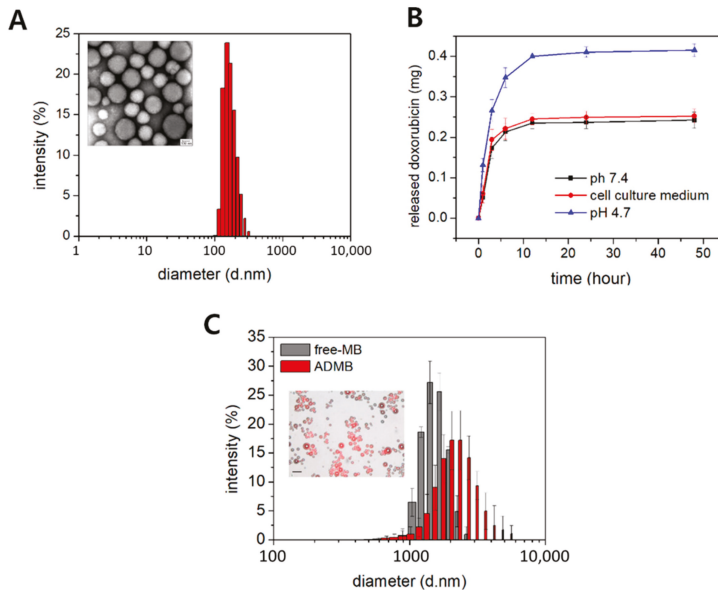 A
25
20
15
10
5
0
intensity (%)
1
10
100
1000
10,000
diameter (d.nm)
B
0.4
0.3
0.2
0.1
0.0
released doxorubicin (mg)
ph 7.4
cell culture medium
pH 4.7
0
10
20
30
40
50
time (hour)
C
35
30
25
20
15
10
5
0
intensity (%)
free-MB
ADMB
100
1000
10,000
diameter (d.nm)